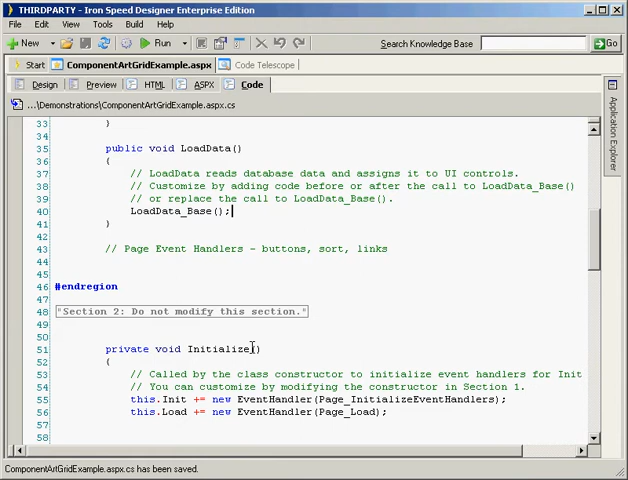 THIRDPARTY - Iron Speed Designer Enterprise Edition
File Edit View Tools Build Help
New Run Search Knowledge Base Go
Start ComponentArtGridExample.aspx Code Telescope
Design Preview HTML ASPX Code
...\Demonstrations\ComponentArtGridExample.aspx.cs
Application Explorer
33 }
34
35 public void LoadData()
36 {
37 // LoadData reads database data and assigns it to UI controls.
38 // Customize by adding code before or after the call to LoadData_Base()
39 // or replace the call to LoadData_Base().
40 LoadData_Base();
41 }
42
43 // Page Event Handlers - buttons, sort, links
44
45
46 #endregion
47
48 "Section 2: Do not modify this section."
49
50
51 private void Initialize()
52 {
53 // Called by the class constructor to initialize event handlers for Init
54 // You can customize by modifying the constructor in Section 1.
55 this.Init += new EventHandler(Page_InitializeEventHandlers);
56 this.Load += new EventHandler(Page_Load);
57
58
ComponentArtGridExample.aspx.cs has been saved.